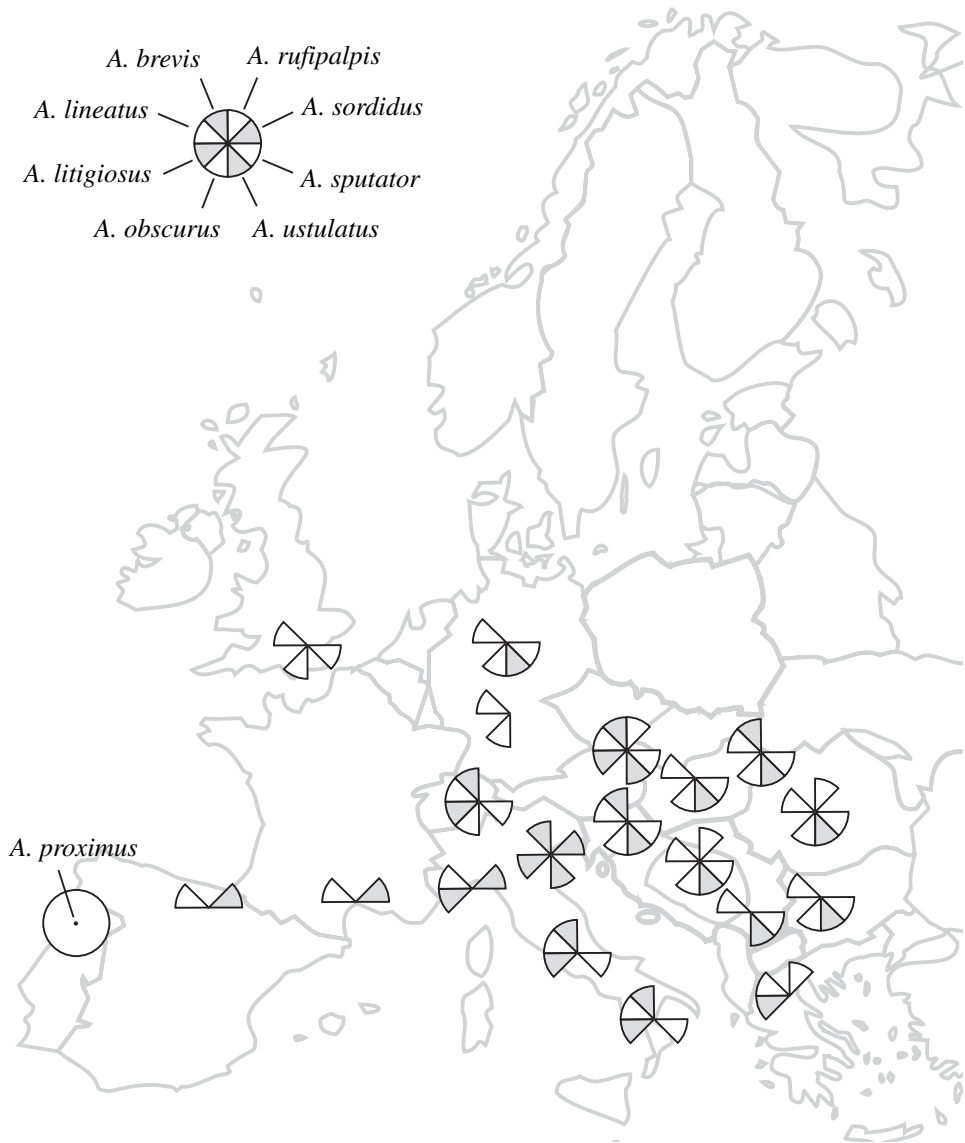 A. brevis
A. rufipalpis
A. lineatus
A. sordidus
A. litigiosus
A. sputator
A. obscurus
A. ustulatus
A. proximus